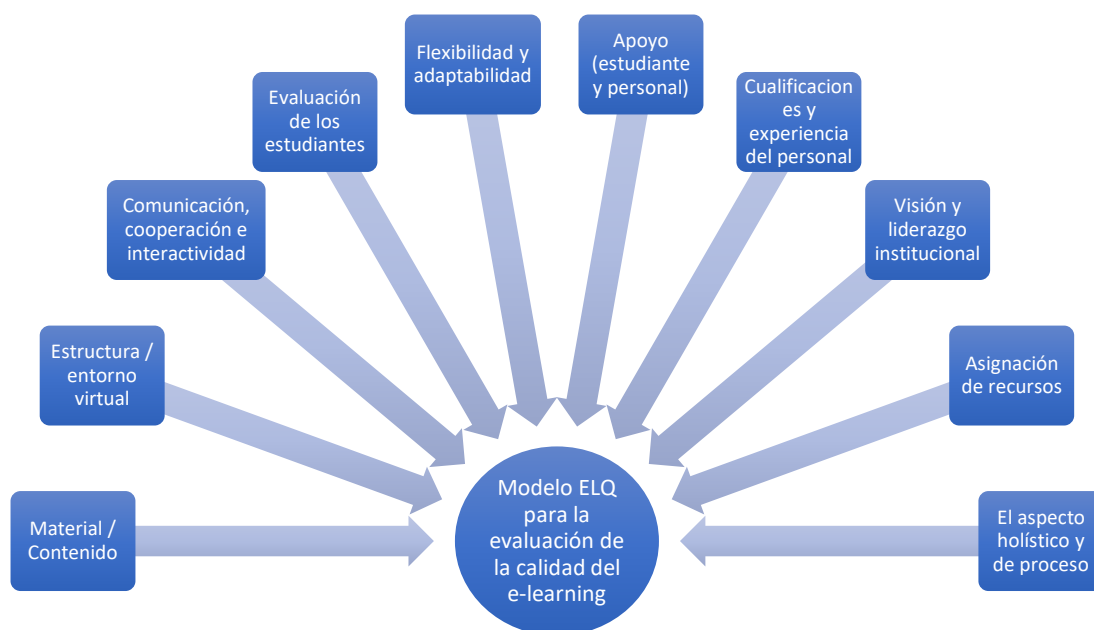 Material /
Contenido
Estructura /
entorno
virtual
Comunicación,
cooperación e
interactividad
Evaluación
de los
estudiantes
Flexibilidad y
adaptabilidad
Apoyo
(estudiante
y personal)
Cualificacion
es y
experiencia
del personal
Visión y
liderazgo
institucional
Asignación
de recursos
El aspecto
holístico y
de proceso
Modelo ELQ
para la
evaluación de
la calidad del
e-learning